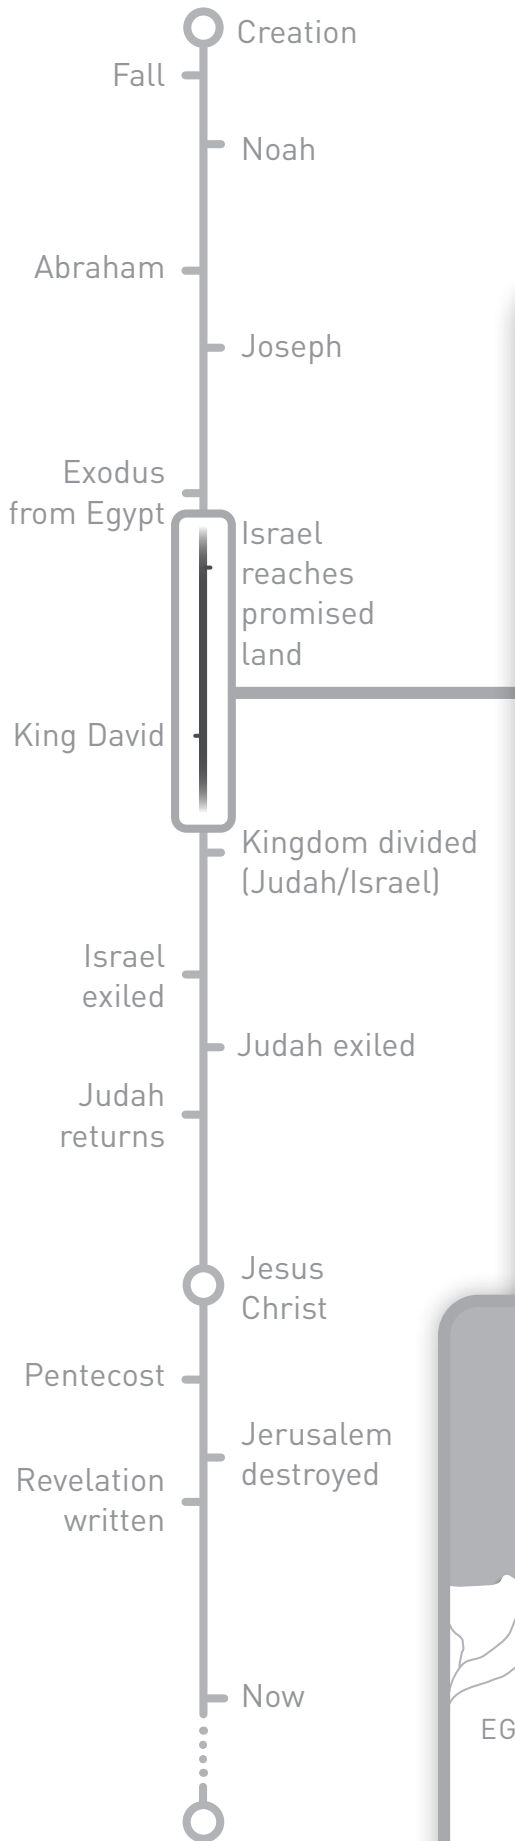 Creation
Fall
Noah
Abraham
Joseph
Exodus
from Egypt
Israel
reaches
promised
land
King David
Kingdom divided
(Judah/Israel)
Israel
exiled
Judah exiled
Judah
returns
Jesus
Christ
Pentecost
Jerusalem
destroyed
Revelation
written
Now
EG